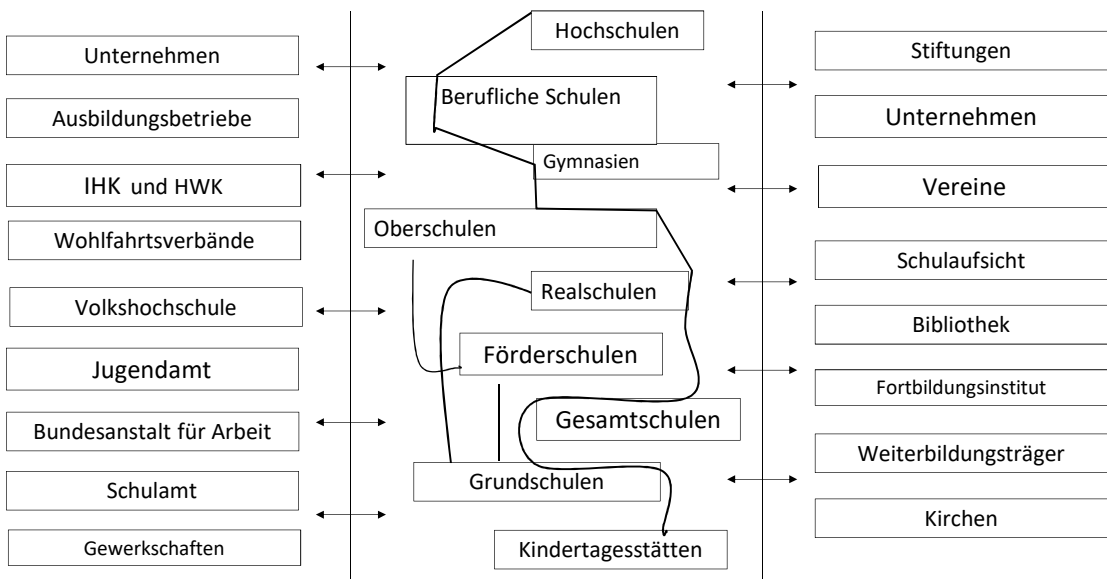 Unternehmen
Ausbildungsbetriebe
IHK und HWK
Wohlfahrtsverbände
Volkshochschule
Jugendamt
Bundesanstalt für Arbeit
Schulamt
Gewerkschaften
Hochschulen
Berufliche Schulen
Gymnasien
Oberschulen
Realschulen
Förderschulen
Gesamtschulen
Grundschulen
Kindertagesstätten
Stiftungen
Unternehmen
Vereine
Schulaufsicht
Bibliothek
Fortbildungsinstitut
Weiterbildungsträger
Kirchen